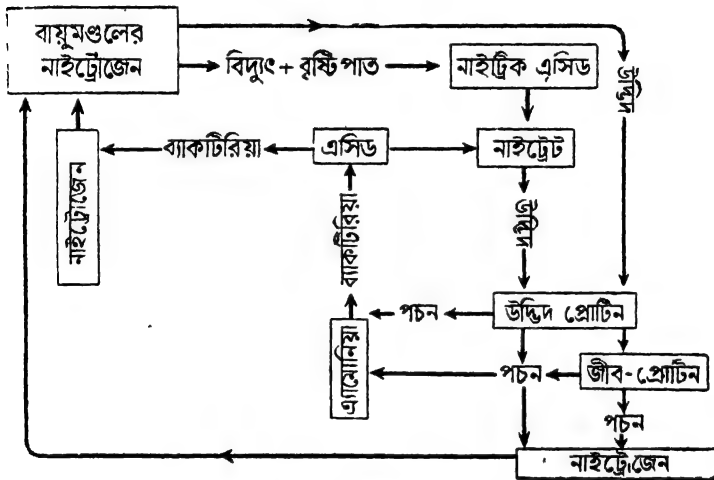 বায়ুমণ্ডলের
নাইট্রোজেন
বিদ্যুৎ + বৃষ্টিপাত
নাইট্রিক এসিড
উদ্ভিদ
ব্যাকটিরিয়া
এসিড
নাইট্রেট
নাইট্রোজেন
ব্যাকটিরিয়া
উদ্ভিদ
পচন
উদ্ভিদ প্রোটিন
এ্যামোনিয়া
পচন
জীব-প্রোটিন
পচন
নাইট্রোজেন